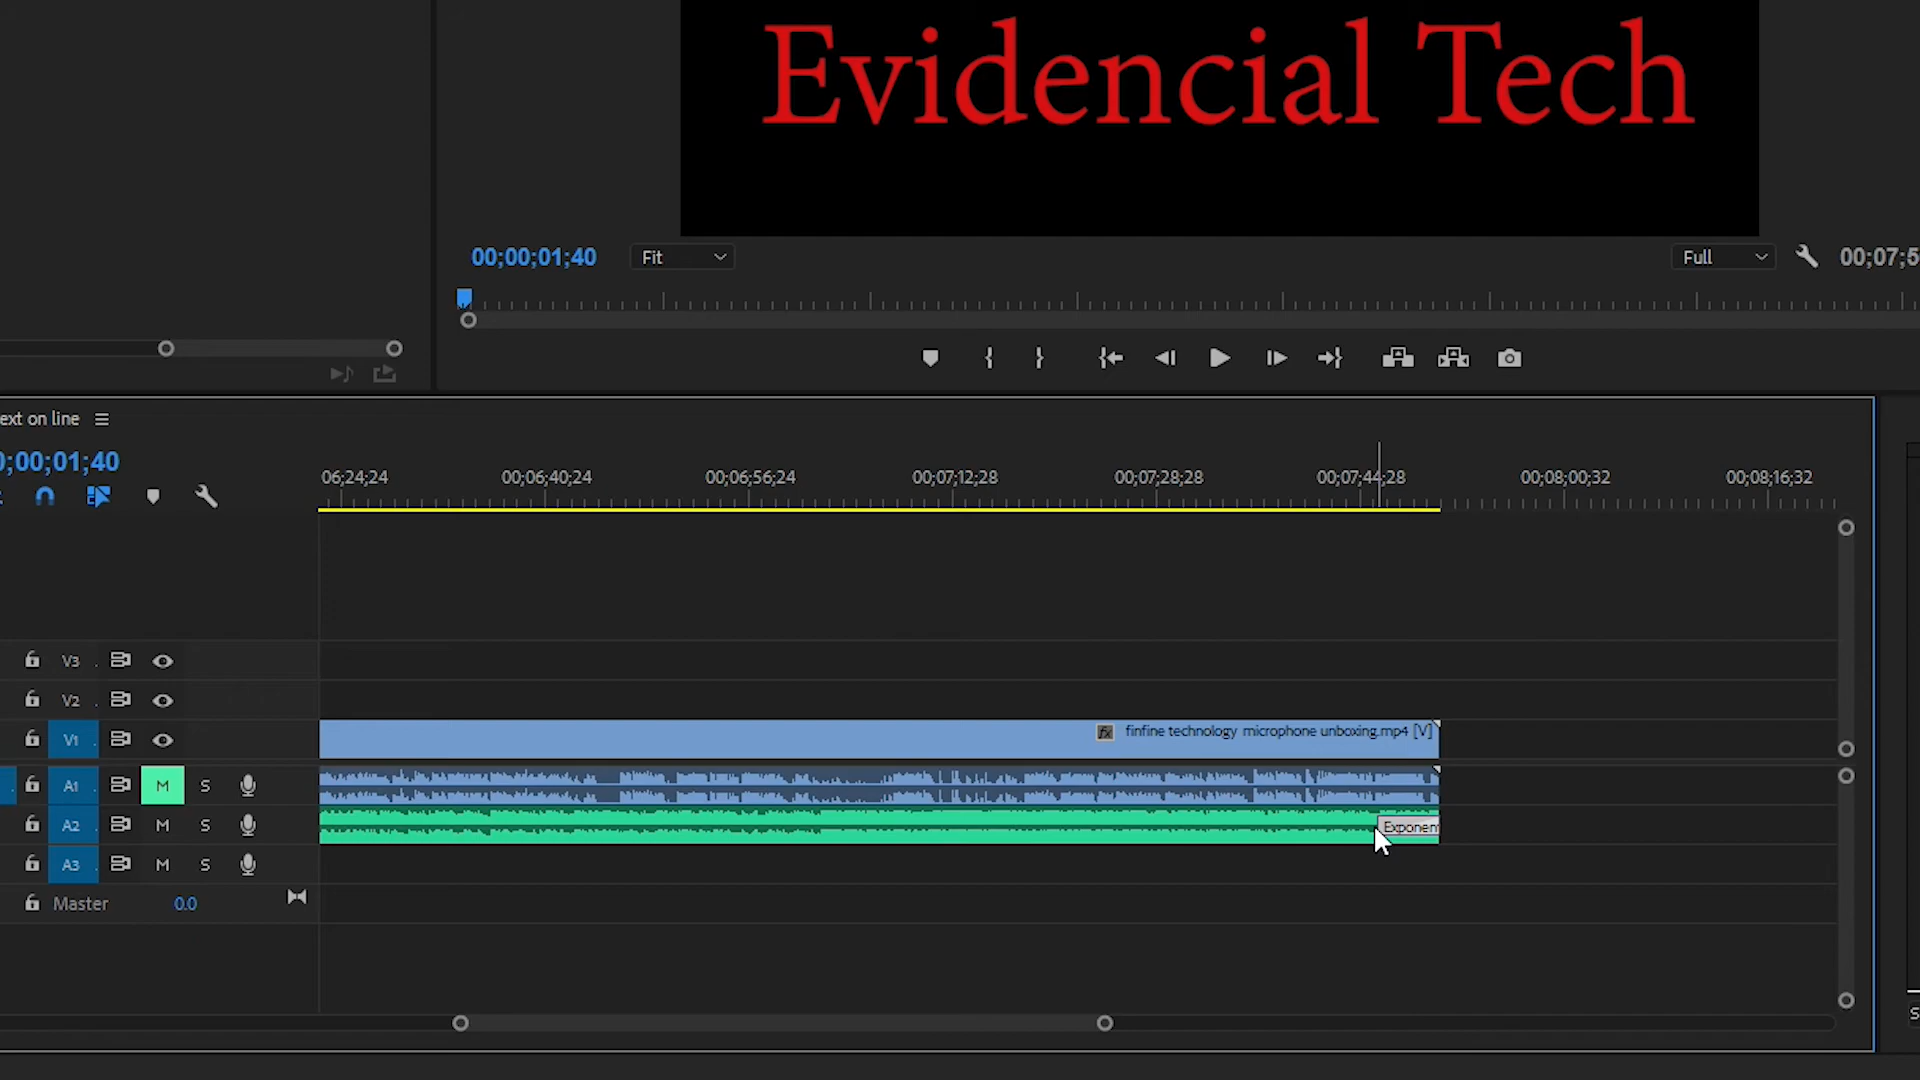 Evidencial Tech
00;00;01;40
Fit
Full
00;07;5
ext on line
0;00;01;40
06;24;24
00;06;40;24
00;06;56;24
00;07;12;28
00;07;28;28
00;07;44;28
00;08;00;32
00;08;16;32
V3
V2
V1
fx finfine technology microphone unboxing.mp4 [V]
A1 M S
A2 M S
Exponen
A3 M S
Master 0.0
S